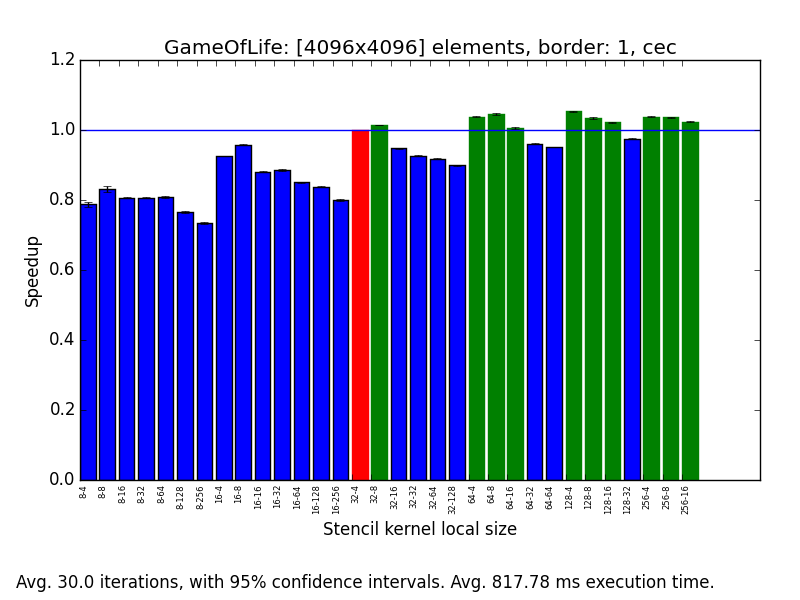 GameOfLife: [4096x4096] elements, border: 1, cec
1.2
1.0
0.8
0.6
0.4
0.2
0.0
Speedup
8-4 8-8 8-16 8-32 8-64 8-128 8-256 16-4 16-8 16-16 16-32 16-64 16-128 16-256 32-4 32-8 32-16 32-32 32-64 32-128 64-4 64-8 64-16 64-32 64-64 128-4 128-8 128-16 128-32 256-4 256-8 256-16
Stencil kernel local size
Avg. 30.0 iterations, with 95% confidence intervals. Avg. 817.78 ms execution time.